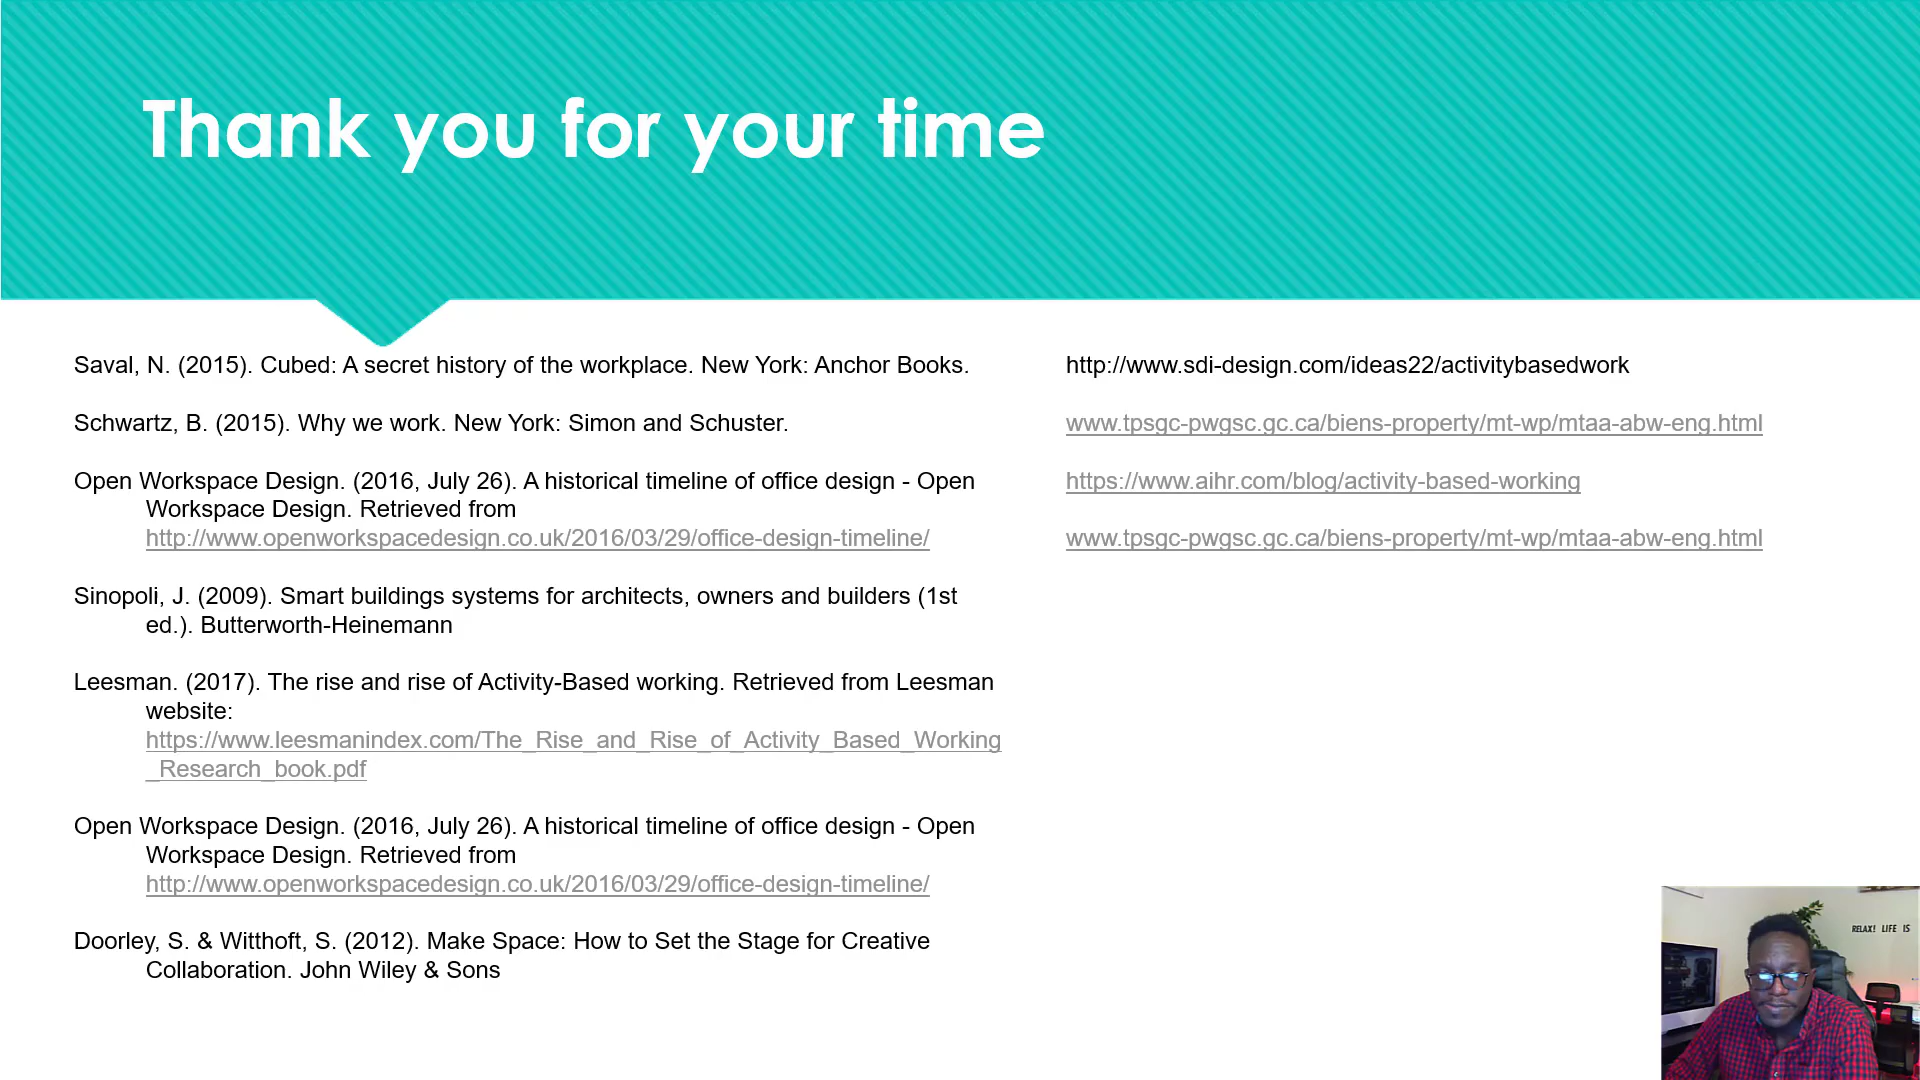 Thank you for your time
Saval, N. (2015). Cubed: A secret history of the workplace. New York: Anchor Books.
Schwartz, B. (2015). Why we work. New York: Simon and Schuster.
Open Workspace Design. (2016, July 26). A historical timeline of office design - Open
Workspace Design. Retrieved from
http://www.openworkspacedesign.co.uk/2016/03/29/office-design-timeline/
Sinopoli, J. (2009). Smart buildings systems for architects, owners and builders (1st
ed.). Butterworth-Heinemann
Leesman. (2017). The rise and rise of Activity-Based working. Retrieved from Leesman
website:
https://www.leesmanindex.com/The_Rise_and_Rise_of_Activity_Based_Working
_Research_book.pdf
Open Workspace Design. (2016, July 26). A historical timeline of office design - Open
Workspace Design. Retrieved from
http://www.openworkspacedesign.co.uk/2016/03/29/office-design-timeline/
Doorley, S. & Witthoft, S. (2012). Make Space: How to Set the Stage for Creative
Collaboration. John Wiley & Sons
http://www.sdi-design.com/ideas22/activitybasedwork
www.tpsgc-pwgsc.gc.ca/biens-property/mt-wp/mtaa-abw-eng.html
https://www.aihr.com/blog/activity-based-working
www.tpsgc-pwgsc.gc.ca/biens-property/mt-wp/mtaa-abw-eng.html
RELAX! LIFE IS